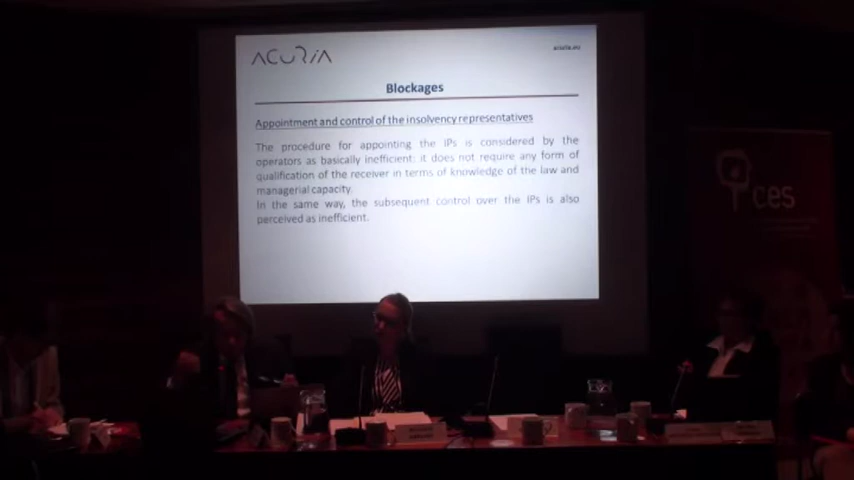 ACURIA
acuria.eu
Blockages
Appointment and control of the insolvency representatives
The procedure for appointing the IPs is considered by the
operators as basically inefficient: it does not require any form of
qualification of the receiver in terms of knowledge of the law and
managerial capacity.
In the same way, the subsequent control over the IPs is also
perceived as inefficient.
ces